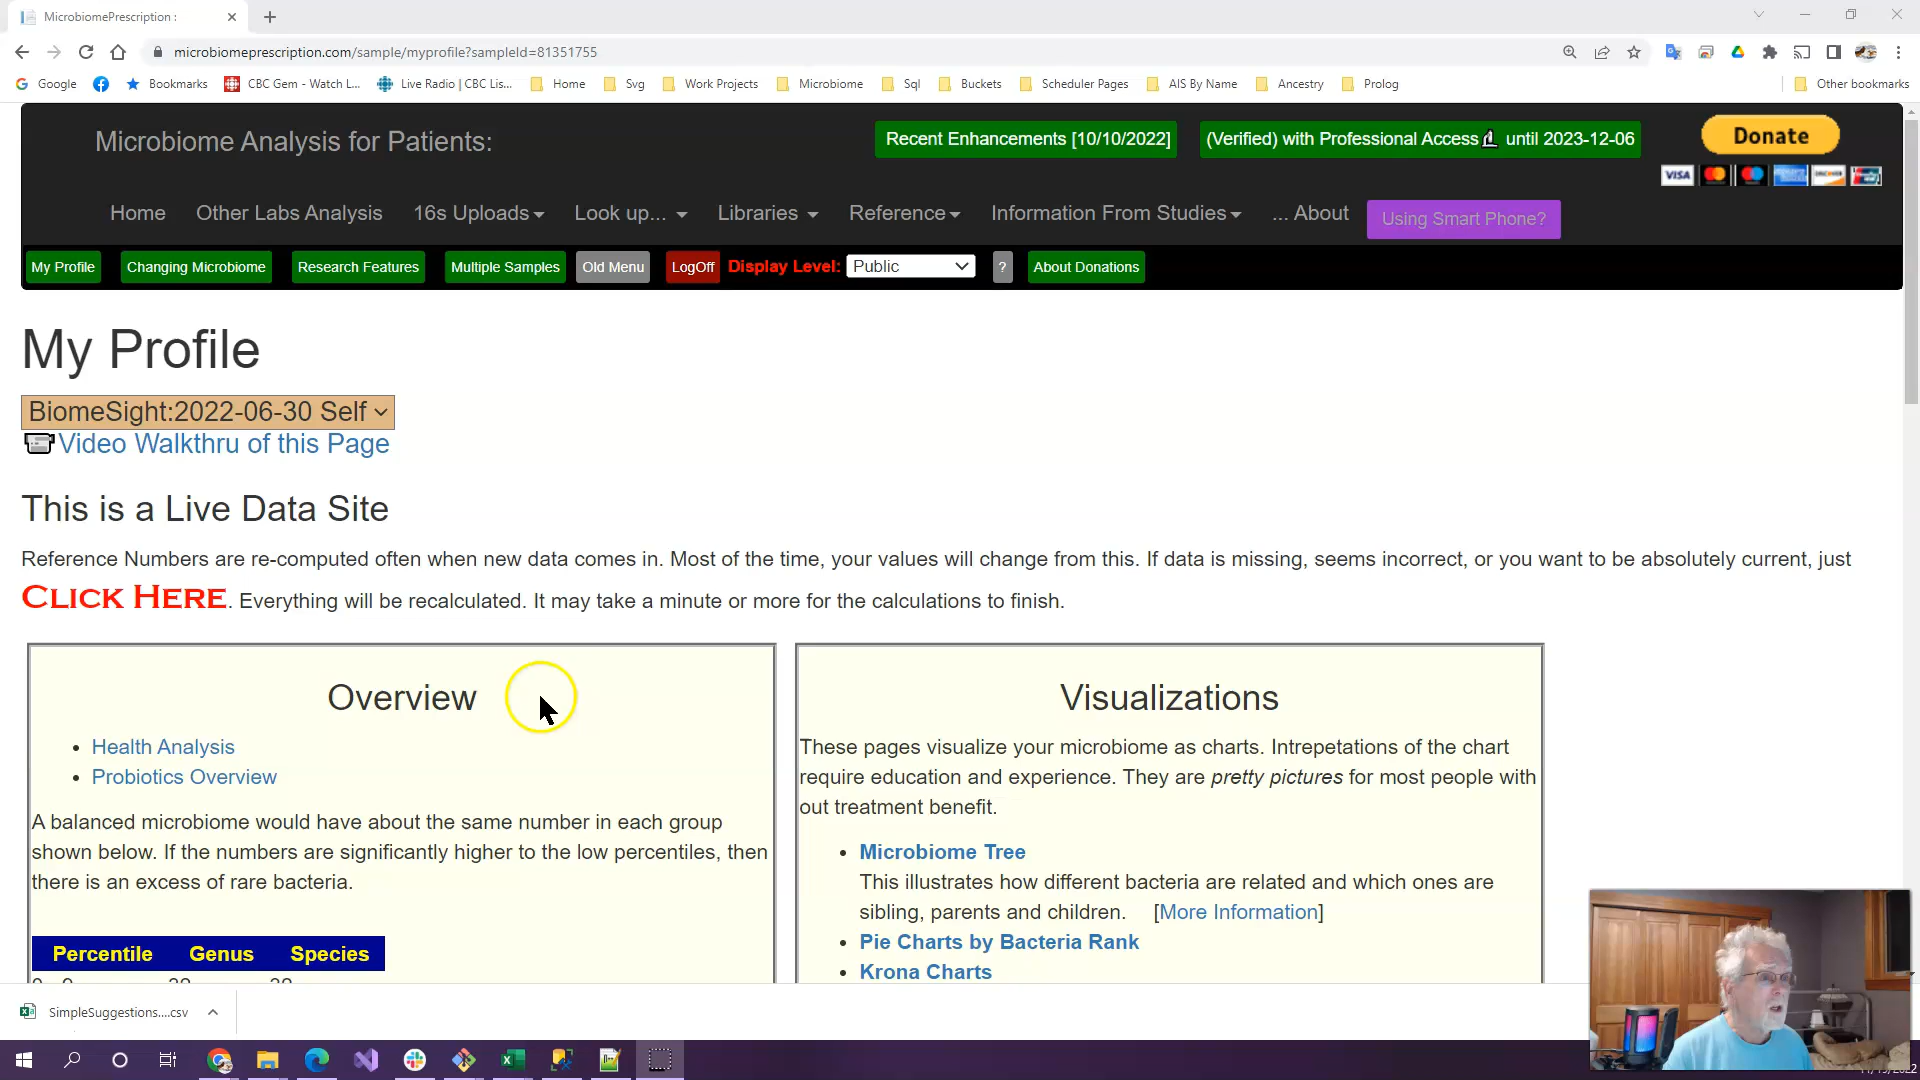 MicrobiomePrescription :
microbiomeprescription.com/sample/myprofile?sampleId=81351755
Google Bookmarks CBC Gem - Watch L... Live Radio | CBC Lis... Home Svg Work Projects Microbiome Sql Buckets Scheduler Pages AIS By Name Ancestry Prolog Other bookmarks
Microbiome Analysis for Patients: Recent Enhancements [10/10/2022] (Verified) with Professional Access until 2023-12-06 Donate
VISA DISCOVER
Home Other Labs Analysis 16s Uploads Look up... Libraries Reference Information From Studies ... About Using Smart Phone?
My Profile Changing Microbiome Research Features Multiple Samples Old Menu LogOff Display Level: Public ? About Donations
My Profile
BiomeSight:2022-06-30 Self
Video Walkthru of this Page
This is a Live Data Site
Reference Numbers are re-computed often when new data comes in. Most of the time, your values will change from this. If data is missing, seems incorrect, or you want to be absolutely current, just
CLICK HERE. Everything will be recalculated. It may take a minute or more for the calculations to finish.
Overview
• Health Analysis
• Probiotics Overview
A balanced microbiome would have about the same number in each group
shown below. If the numbers are significantly higher to the low percentiles, then
there is an excess of rare bacteria.
Percentile Genus Species
Visualizations
These pages visualize your microbiome as charts. Intrepetations of the chart
require education and experience. They are pretty pictures for most people with
out treatment benefit.
• Microbiome Tree
This illustrates how different bacteria are related and which ones are
sibling, parents and children. [More Information]
• Pie Charts by Bacteria Rank
• Krona Charts
SimpleSuggestions....csv